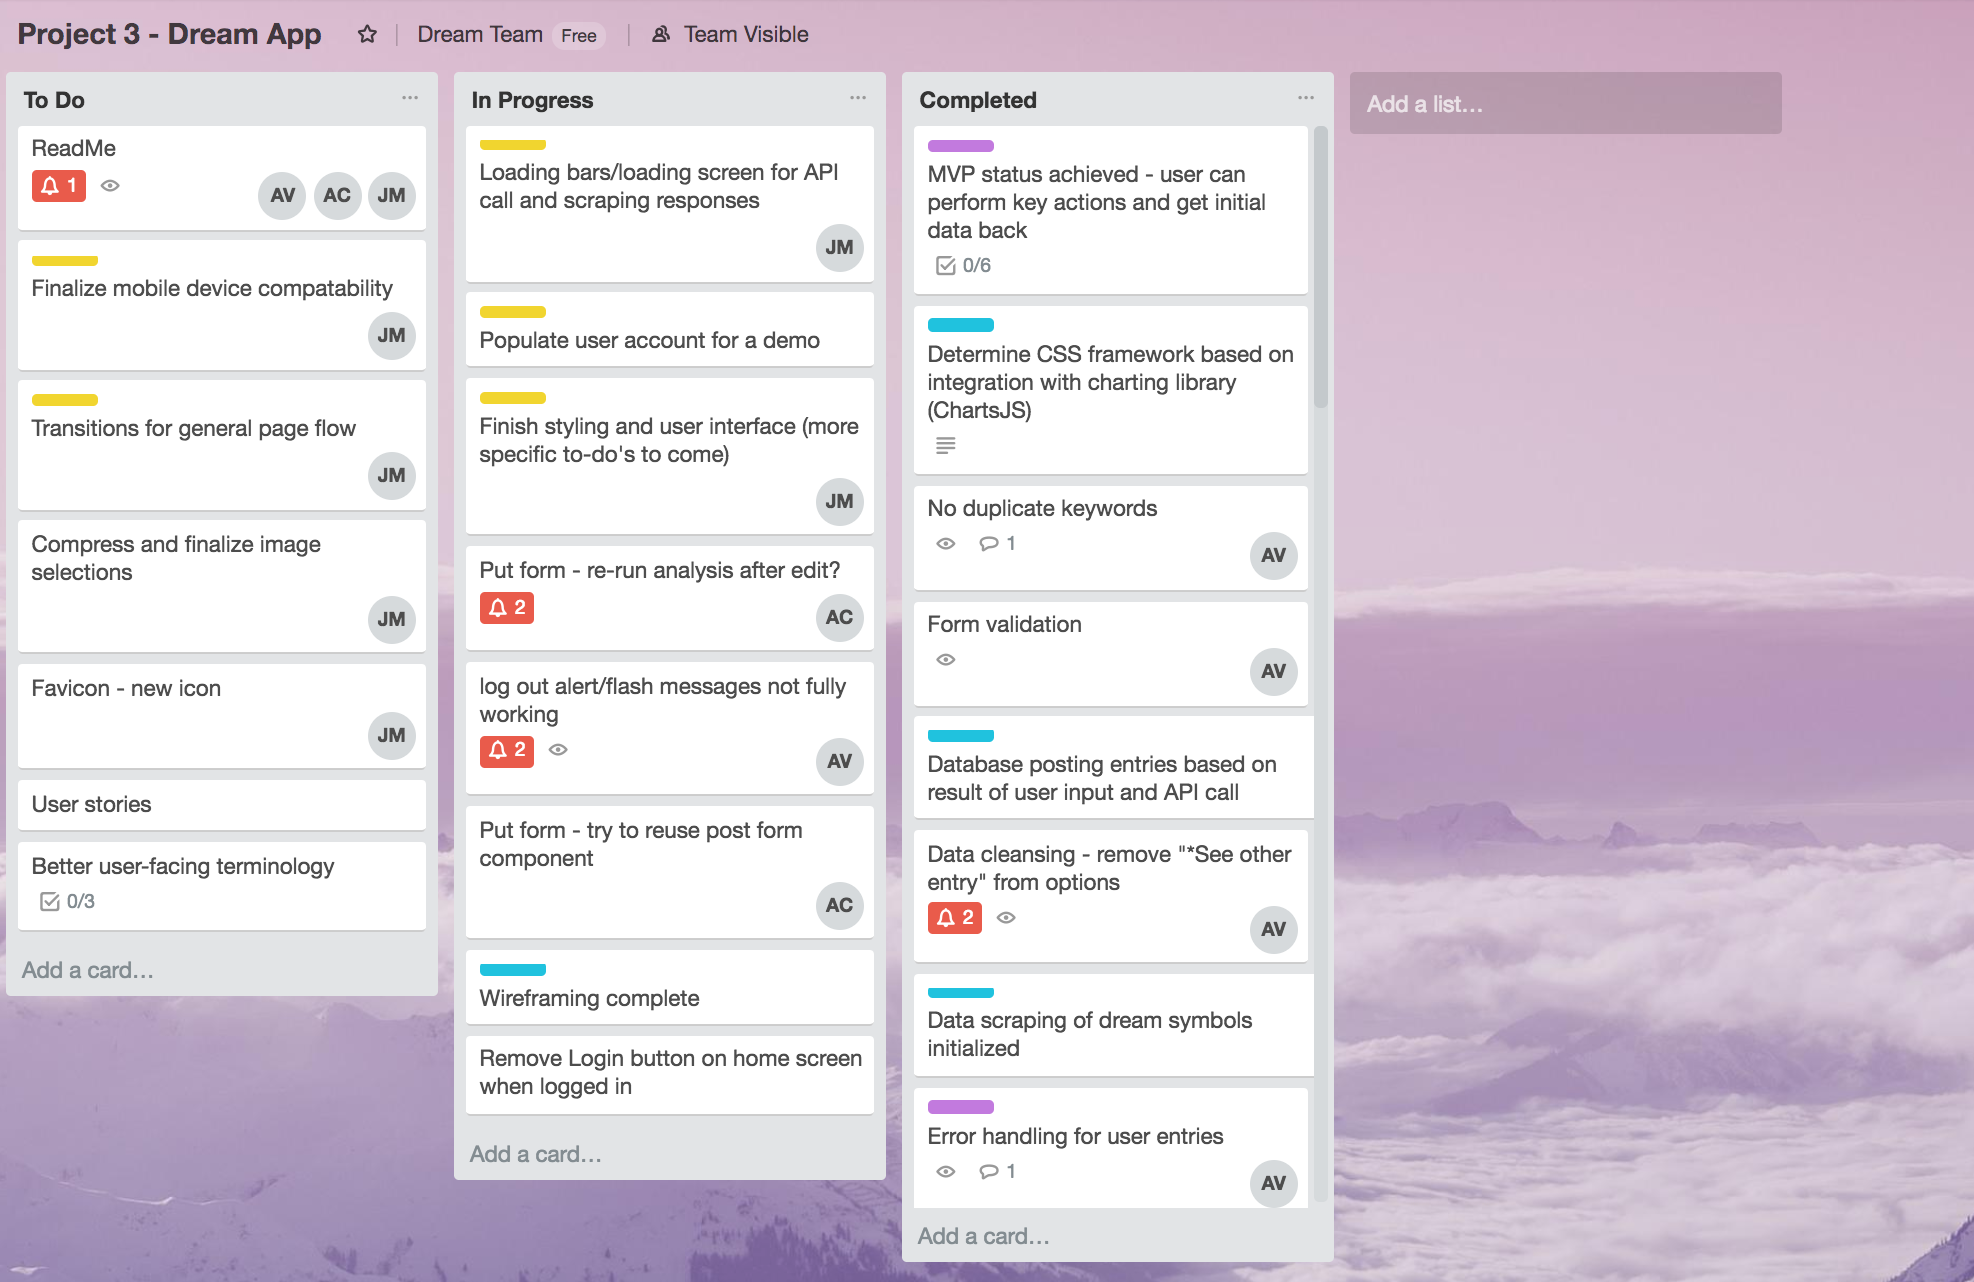 Project 3 - Dream App
Dream Team Free
Team Visible
To Do
ReadMe
1
AV AC JM
Finalize mobile device compatability
JM
Transitions for general page flow
JM
Compress and finalize image
selections
JM
Favicon - new icon
JM
User stories
Better user-facing terminology
0/3
Add a card…
In Progress
Loading bars/loading screen for API
call and scraping responses
JM
Populate user account for a demo
Finish styling and user interface (more
specific to-do's to come)
JM
Put form - re-run analysis after edit?
2
AC
log out alert/flash messages not fully
working
2
AV
Put form - try to reuse post form
component
AC
Wireframing complete
Remove Login button on home screen
when logged in
Add a card…
Completed
MVP status achieved - user can
perform key actions and get initial
data back
0/6
Determine CSS framework based on
integration with charting library
(ChartsJS)
No duplicate keywords
1
AV
Form validation
AV
Database posting entries based on
result of user input and API call
Data cleansing - remove "*See other
entry" from options
2
AV
Data scraping of dream symbols
initialized
Error handling for user entries
1
AV
Add a card…
Add a list…